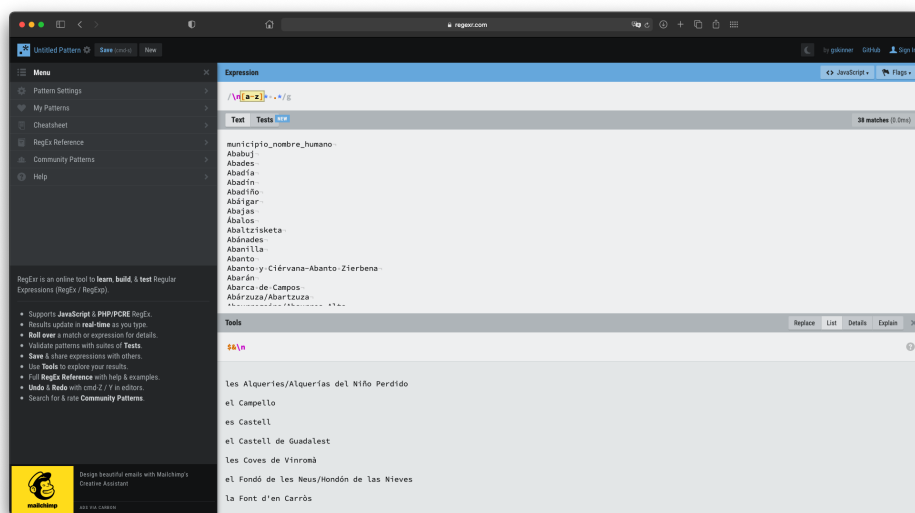 regexr.com
Untitled Pattern Save (cmd-s) New by gskinner GitHub Sign In
Menu
Pattern Settings
My Patterns
Cheatsheet
RegEx Reference
Community Patterns
Help
RegExr is an online tool to learn, build, & test Regular
Expressions (RegEx / RegExp).
Supports JavaScript & PHP/PCRE RegEx.
Results update in real-time as you type.
Roll over a match or expression for details.
Validate patterns with suites of Tests.
Save & share expressions with others.
Use Tools to explore your results.
Full RegEx Reference with help & examples.
Undo & Redo with cmd-Z / Y in editors.
Search for & rate Community Patterns.
mailchimp
Design beautiful emails with Mailchimp's
Creative Assistant
ADS VIA CARBON
Expression
<> JavaScript Flags
/\n[a-z]*·.*/g
Text Tests NEW 38 matches (0.0ms)
municipio_nombre_humano
Ababuj
Abades
Abadía
Abadín
Abadiño
Abáigar
Abajas
Ábalos
Abaltzisketa
Abánades
Abanilla
Abanto
Abanto·y·Ciérvana-Abanto·Zierbena
Abarán
Abarca·de·Campos
Abárzuza/Abartzuza
Tools Replace List Details Explain
$&\n
les Alqueries/Alquerías del Niño Perdido
el Campello
es Castell
el Castell de Guadalest
les Coves de Vinromà
el Fondó de les Neus/Hondón de las Nieves
la Font d'en Carròs